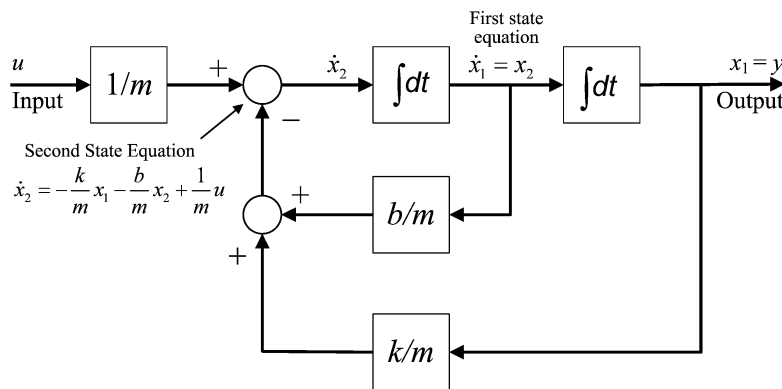 First state
equation
u
Input
1/m
+
ẋ₂
∫dt
ẋ₁ = x₂
∫dt
x₁ = y
Output
−
Second State Equation
ẋ₂ = −k/m x₁ − b/m x₂ + 1/m u
+
b/m
+
k/m